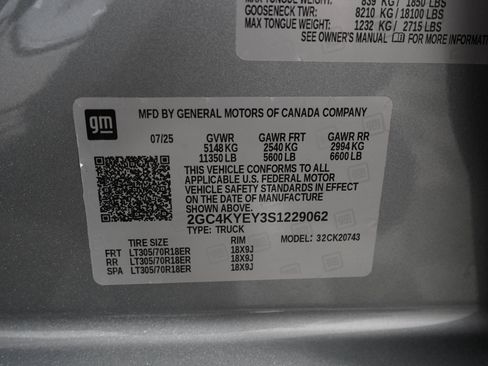 MAX TONGUE WEIGHT: 839 KG / 1850 LBS
GOOSENECK TWR: 8210 KG / 18100 LBS
MAX TONGUE WEIGHT: 1232 KG / 2715 LBS
SEE OWNER'S MANUAL FOR MORE INFORMATION
gm
MFD BY GENERAL MOTORS OF CANADA COMPANY
07/25 GVWR GAWR FRT GAWR RR
5148 KG 2540 KG 2994 KG
11350 LB 5600 LB 6600 LB
THIS VEHICLE CONFORMS TO ALL
APPLICABLE U.S. FEDERAL MOTOR
VEHICLE SAFETY STANDARDS IN EFFECT
ON THE DATE OF MANUFACTURE
SHOWN ABOVE.
2GC4KYEY3S1229062
TYPE: TRUCK
TIRE SIZE RIM MODEL: 32CK20743
FRT LT305/70R18ER 18X9J
RR LT305/70R18ER 18X9J
SPA LT305/70R18ER 18X9J